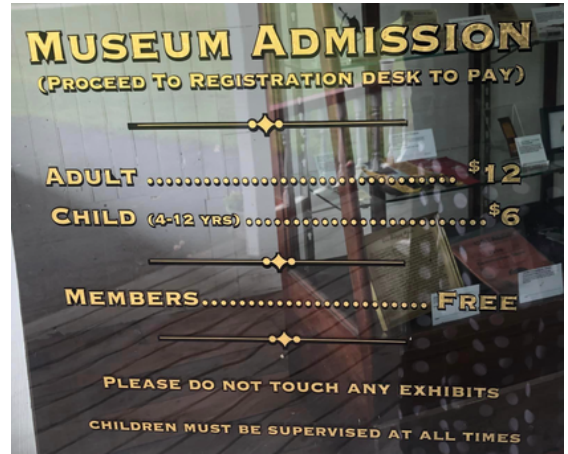 MUSEUM ADMISSION
(PROCEED TO REGISTRATION DESK TO PAY)
ADULT ........................................ $12
CHILD (4-12 YRS) ................................ $6
MEMBERS.............................. FREE
PLEASE DO NOT TOUCH ANY EXHIBITS
CHILDREN MUST BE SUPERVISED AT ALL TIMES